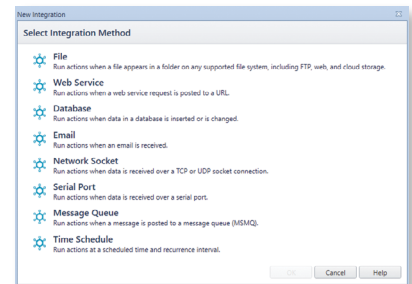 New Integration
Select Integration Method
File
Run actions when a file appears in a folder on any supported file system, including FTP, web, and cloud storage.
Web Service
Run actions when a web service request is posted to a URL.
Database
Run actions when data in a database is inserted or is changed.
Email
Run actions when an email is received.
Network Socket
Run actions when data is received over a TCP or UDP socket connection.
Serial Port
Run actions when data is received over a serial port.
Message Queue
Run actions when a message is posted to a message queue (MSMQ).
Time Schedule
Run actions at a scheduled time and recurrence interval.
OK
Cancel
Help